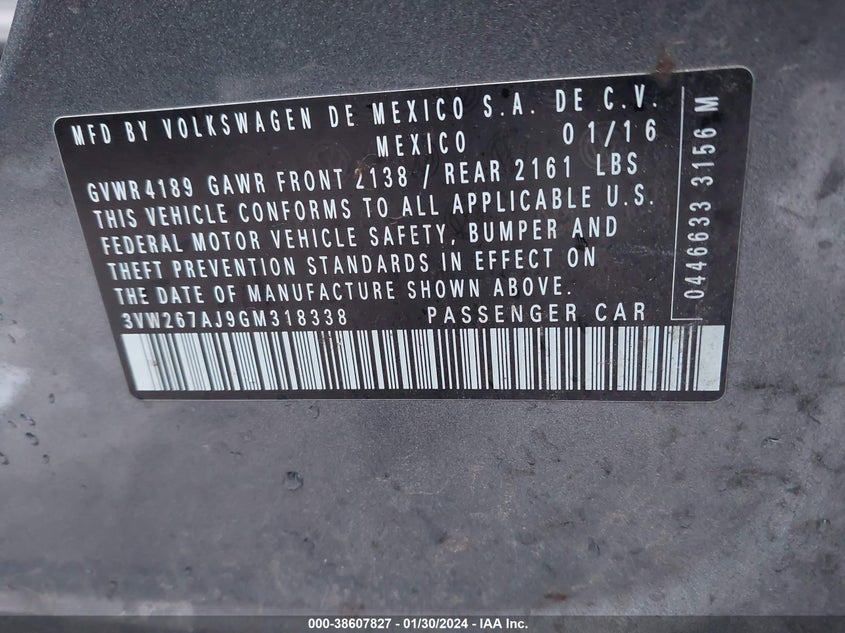 MFD BY VOLKSWAGEN DE MEXICO S.A. DE C.V.
MEXICO 01/16
GVWR 4189 GAWR FRONT 2138 / REAR 2161 LBS
THIS VEHICLE CONFORMS TO ALL APPLICABLE U.S.
FEDERAL MOTOR VEHICLE SAFETY, BUMPER AND
THEFT PREVENTION STANDARDS IN EFFECT ON
THE DATE OF MANUFACTURE SHOWN ABOVE.
3VW267AJ9GM318338 PASSENGER CAR
0446633 3156 M
000-38607827 - 01/30/2024 - IAA Inc.